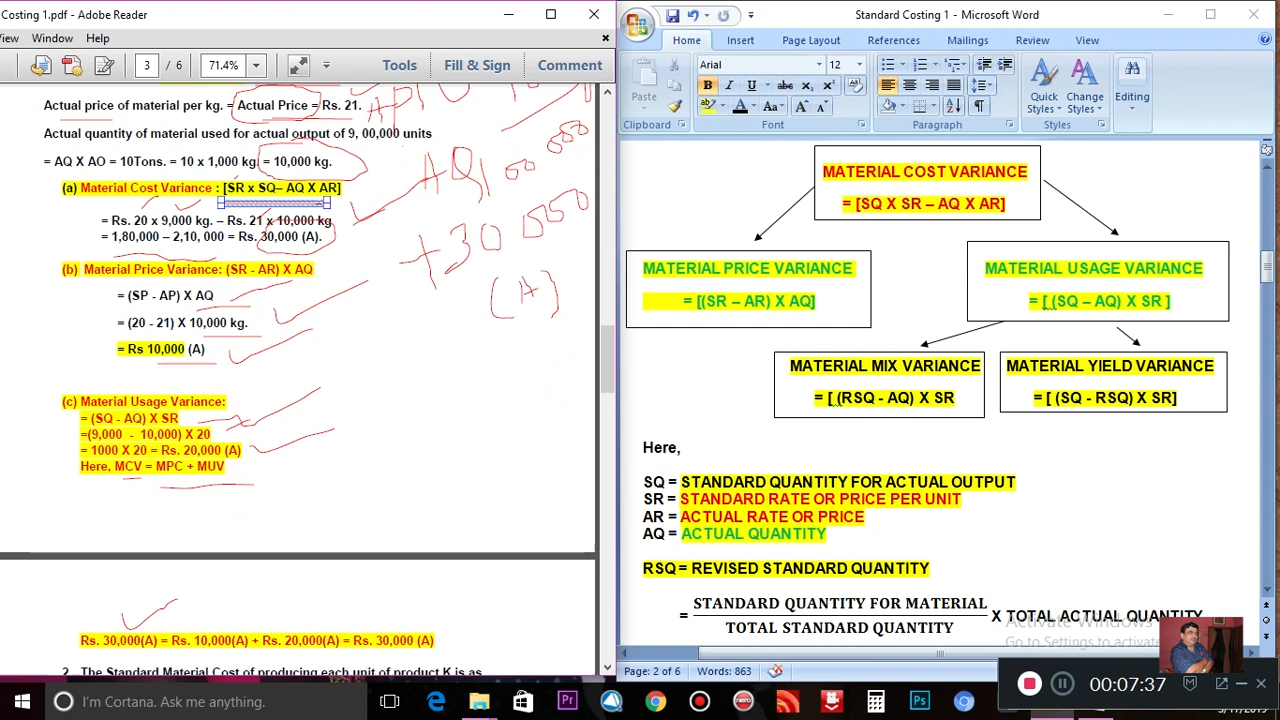 Costing 1.pdf - Adobe Reader
View Window Help
3 / 6 71.4% Tools Fill & Sign Comment
Actual price of material per kg. = Actual Price = Rs. 21.
Actual quantity of material used for actual output of 9, 00,000 units
= AQ X AO = 10Tons. = 10 x 1,000 kg. = 10,000 kg.
(a) Material Cost Variance : [SR x SQ– AQ X AR]
= Rs. 20 x 9,000 kg. – Rs. 21 x 10,000 kg
= 1,80,000 – 2,10, 000 = Rs. 30,000 (A).
(b) Material Price Variance: (SR - AR) X AQ
= (SP - AP) X AQ
= (20 - 21) X 10,000 kg.
= Rs 10,000 (A)
(c) Material Usage Variance:
= (SQ - AQ) X SR
=(9,000 - 10,000) X 20
= 1000 X 20 = Rs. 20,000 (A)
Here, MCV = MPC + MUV
Rs. 30,000(A) = Rs. 10,000(A) + Rs. 20,000(A) = Rs. 30,000 (A)
2. The Standard Material Cost of producing each unit of product K is as
AQ
(A)
Standard Costing 1 - Microsoft Word
Home Insert Page Layout References Mailings Review View
Paste
Arial 12
Quick Styles
Change Styles
Editing
Clipboard Font Paragraph Styles
MATERIAL COST VARIANCE
= [SQ X SR – AQ X AR]
MATERIAL PRICE VARIANCE
= [(SR – AR) X AQ]
MATERIAL USAGE VARIANCE
= [ (SQ – AQ) X SR ]
MATERIAL MIX VARIANCE
= [ (RSQ - AQ) X SR
MATERIAL YIELD VARIANCE
= [ (SQ - RSQ) X SR]
Here,
SQ = STANDARD QUANTITY FOR ACTUAL OUTPUT
SR = STANDARD RATE OR PRICE PER UNIT
AR = ACTUAL RATE OR PRICE
AQ = ACTUAL QUANTITY
RSQ = REVISED STANDARD QUANTITY
= STANDARD QUANTITY FOR MATERIAL
TOTAL STANDARD QUANTITY
X TOTAL ACTUAL QUANTITY
Activate Windows
Go to Settings to activate
Page: 2 of 6 Words: 863
00:07:37
I'm Cortana. Ask me anything.